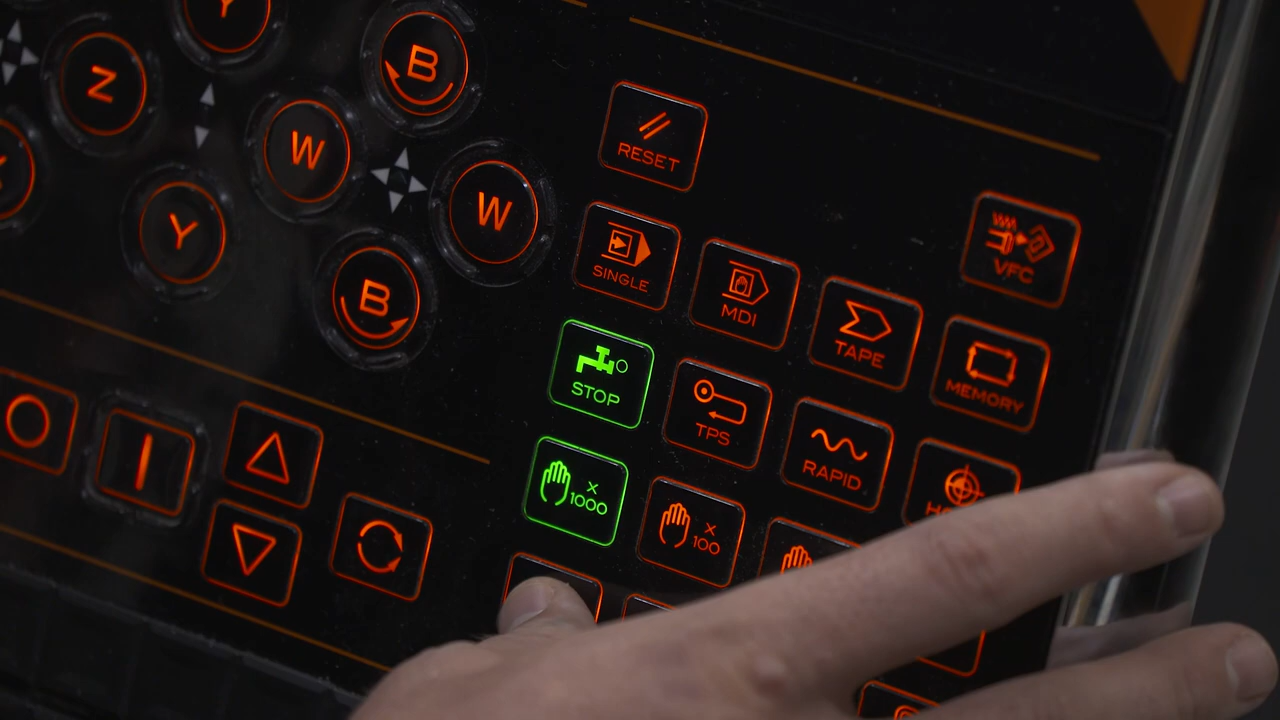 Y
B
Z
W
RESET
W
Y
SINGLE
VFC
B
MDI
TAPE
STOP
MEMORY
TPS
RAPID
X
1000
X
100